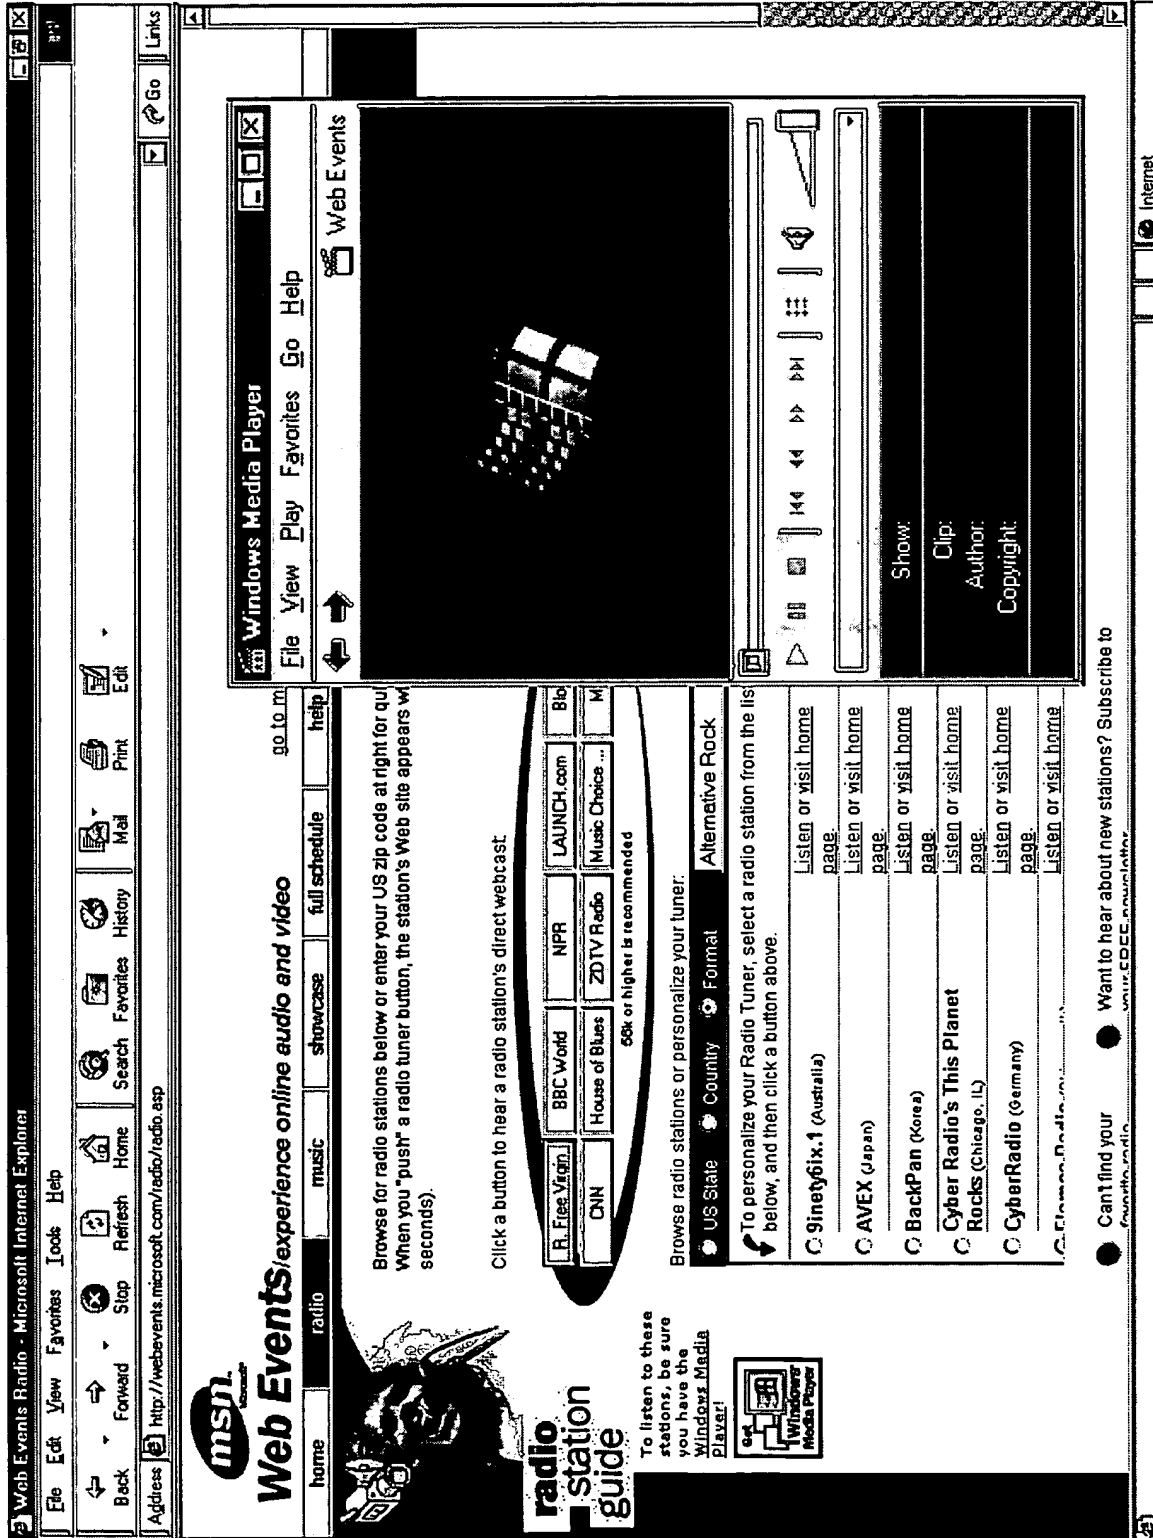 Web Events Radio - Microsoft Internet Explorer
File Edit View Favorites Tools Help
Back Forward Stop Refresh Home Search Favorites History Mail Print Edit
Address http://webevents.microsoft.com/radio/radio.asp Go Links
msn.
Microsoft
Web Events/experience online audio and video
go to m
home radio music showcase full schedule help
Browse for radio stations below or enter your US zip code at right for qu
When you "push" a radio tuner button, the station's Web site appears w
seconds).
radio
station
guide
Click a button to hear a radio station's direct webcast:
R. Free Virgin BBC World NPR LAUNCH.com Blo
CNN House of Blues ZDTV Radio Music Choice ... M
56k or higher is recommended
To listen to these
stations, be sure
you have the
Windows Media
Player!
Get
Windows
Media Player
Browse radio stations or personalize your tuner:
US State Country Format Alternative Rock
To personalize your Radio Tuner, select a radio station from the lis
below, and then click a button above.
9inety6ix.1 (Australia) Listen or visit home
page.
AVEX (Japan) Listen or visit home
page.
BackPan (Korea) Listen or visit home
page.
Cyber Radio's This Planet Listen or visit home
Rocks (Chicago, IL) page.
CyberRadio (Germany) Listen or visit home
page.
Listen or visit home
Can't find your
favorite radio
Want to hear about new stations? Subscribe to
your FREE newsletter
Windows Media Player
File View Play Favorites Go Help
Web Events
Show:
Clip:
Author:
Copyright:
Internet